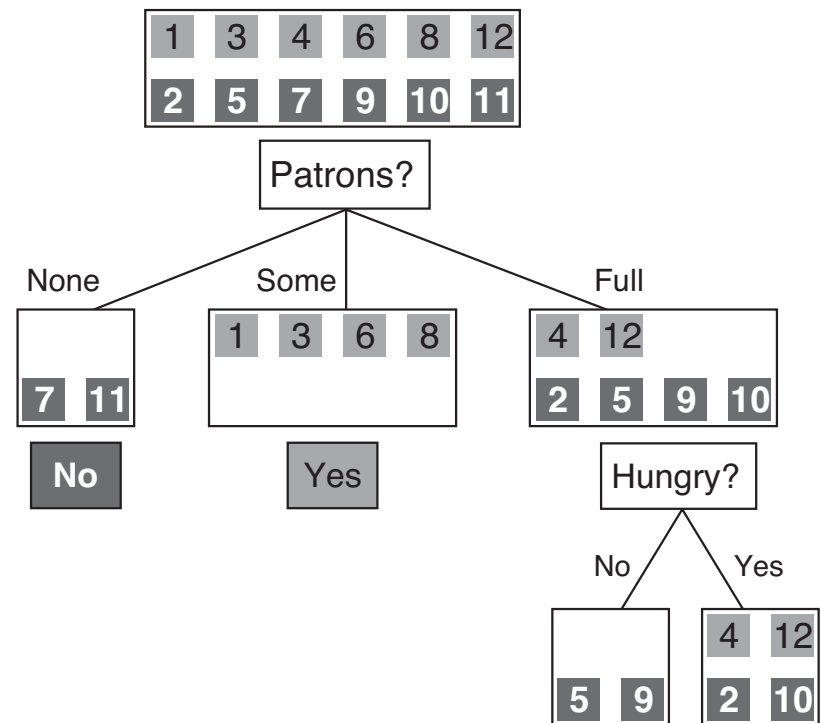 1 3 4 6 8 12
2 5 7 9 10 11
Patrons?
None Some Full
1 3 6 8 4 12
7 11 2 5 9 10
No Yes Hungry?
No Yes
4 12
5 9 2 10